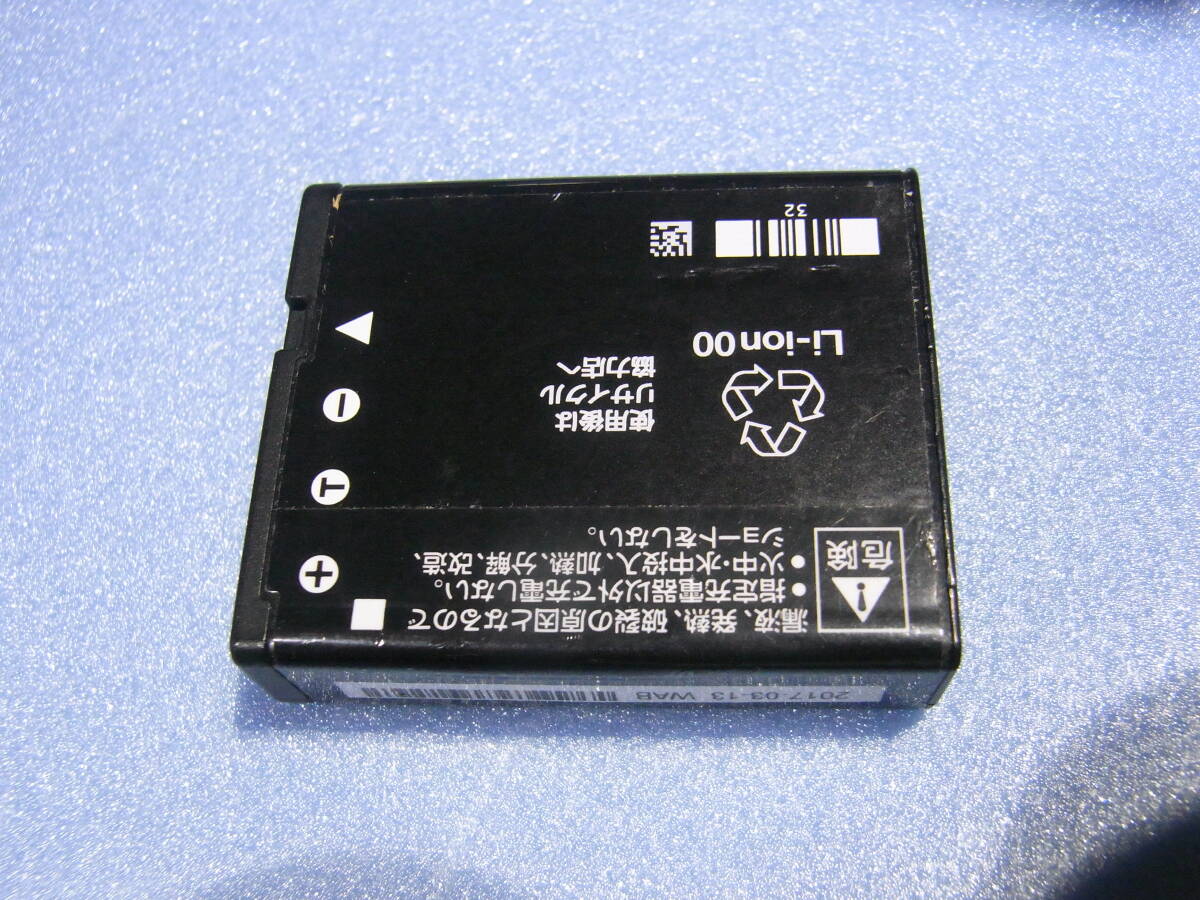 2017-03-13 WAB
危険
漏液、発熱、破裂の原因となるので
●指定充電器以外で充電しない。
●火中・水中投入、加熱、分解、改造、
ショートをしない。
+
T
−
使用後は
リサイクル
協力店へ
Li-ion 00
32